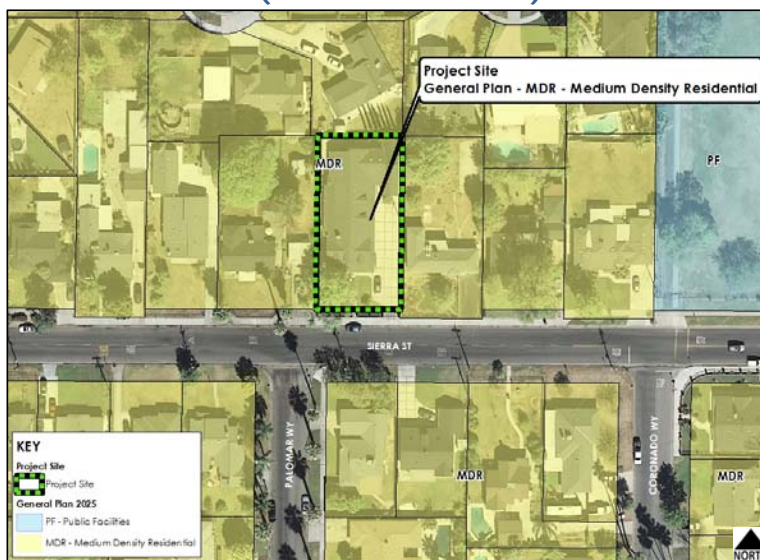 Project Site
General Plan - MDR - Medium Density Residential
MDR
PF
SIERRA ST
PALOMAR WY
CORONADO WY
MDR
MDR
KEY
Project Site
Project Site
General Plan 2025
PF - Public Facilities
MDR - Medium Density Residential
NORTH